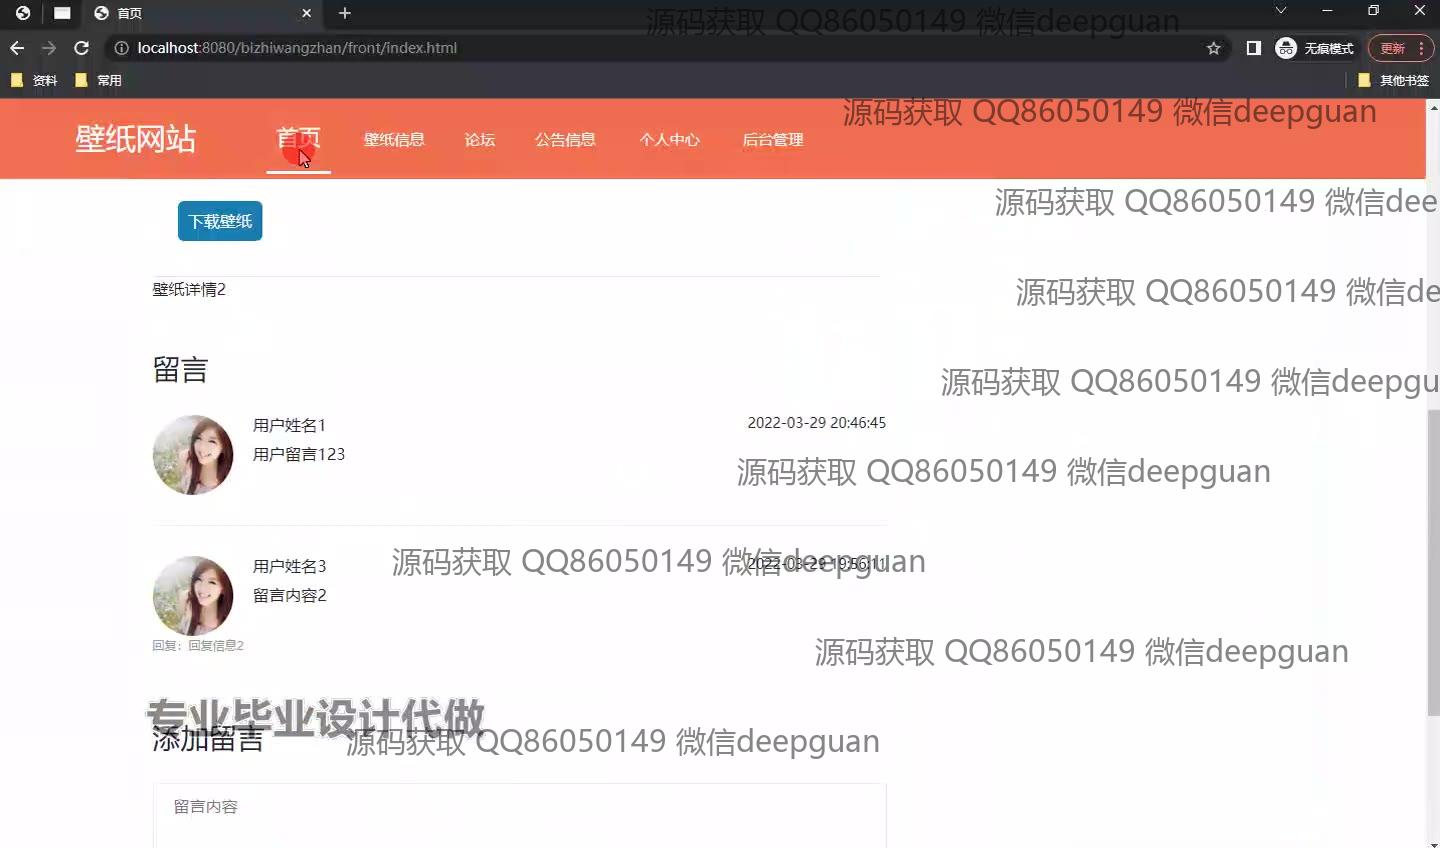 首页
源码获取 QQ86050149 微信deepguan
localhost:8080/bizhiwangzhan/front/index.html
无痕模式
更新
资料
常用
其他书签
源码获取 QQ86050149 微信deepguan
壁纸网站
首页
壁纸信息
论坛
公告信息
个人中心
后台管理
源码获取 QQ86050149 微信dee
下载壁纸
壁纸详情2
源码获取 QQ86050149 微信de
留言
源码获取 QQ86050149 微信deepgu
用户姓名1
2022-03-29 20:46:45
用户留言123
源码获取 QQ86050149 微信deepguan
源码获取 QQ86050149 微信deepguan
用户姓名3
2022-03-29 19:56:11
留言内容2
回复：回复信息2
源码获取 QQ86050149 微信deepguan
专业毕业设计代做
添加留言
源码获取 QQ86050149 微信deepguan
留言内容